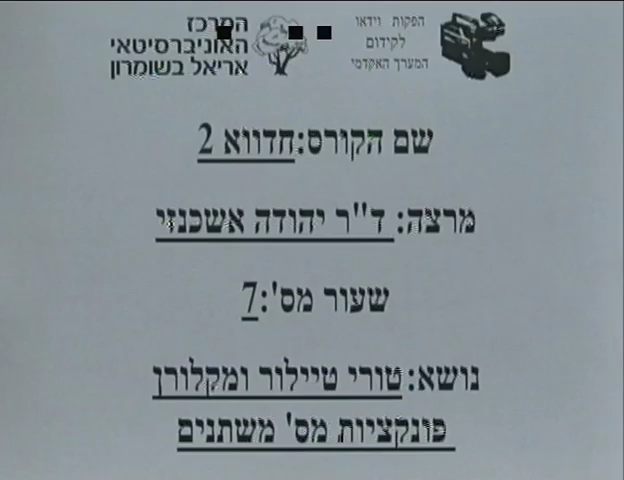 המרכז
האוניברסיטאי
אריאל בשומרון
הפקות וידאו
לקידום
המערך האקדמי
שם הקורס:חדווא 2
מרצה: ד"ר יהודה אשכנזי
שעור מס':7
נושא:טורי טיילור ומקלורן
פונקציות מס' משתנים